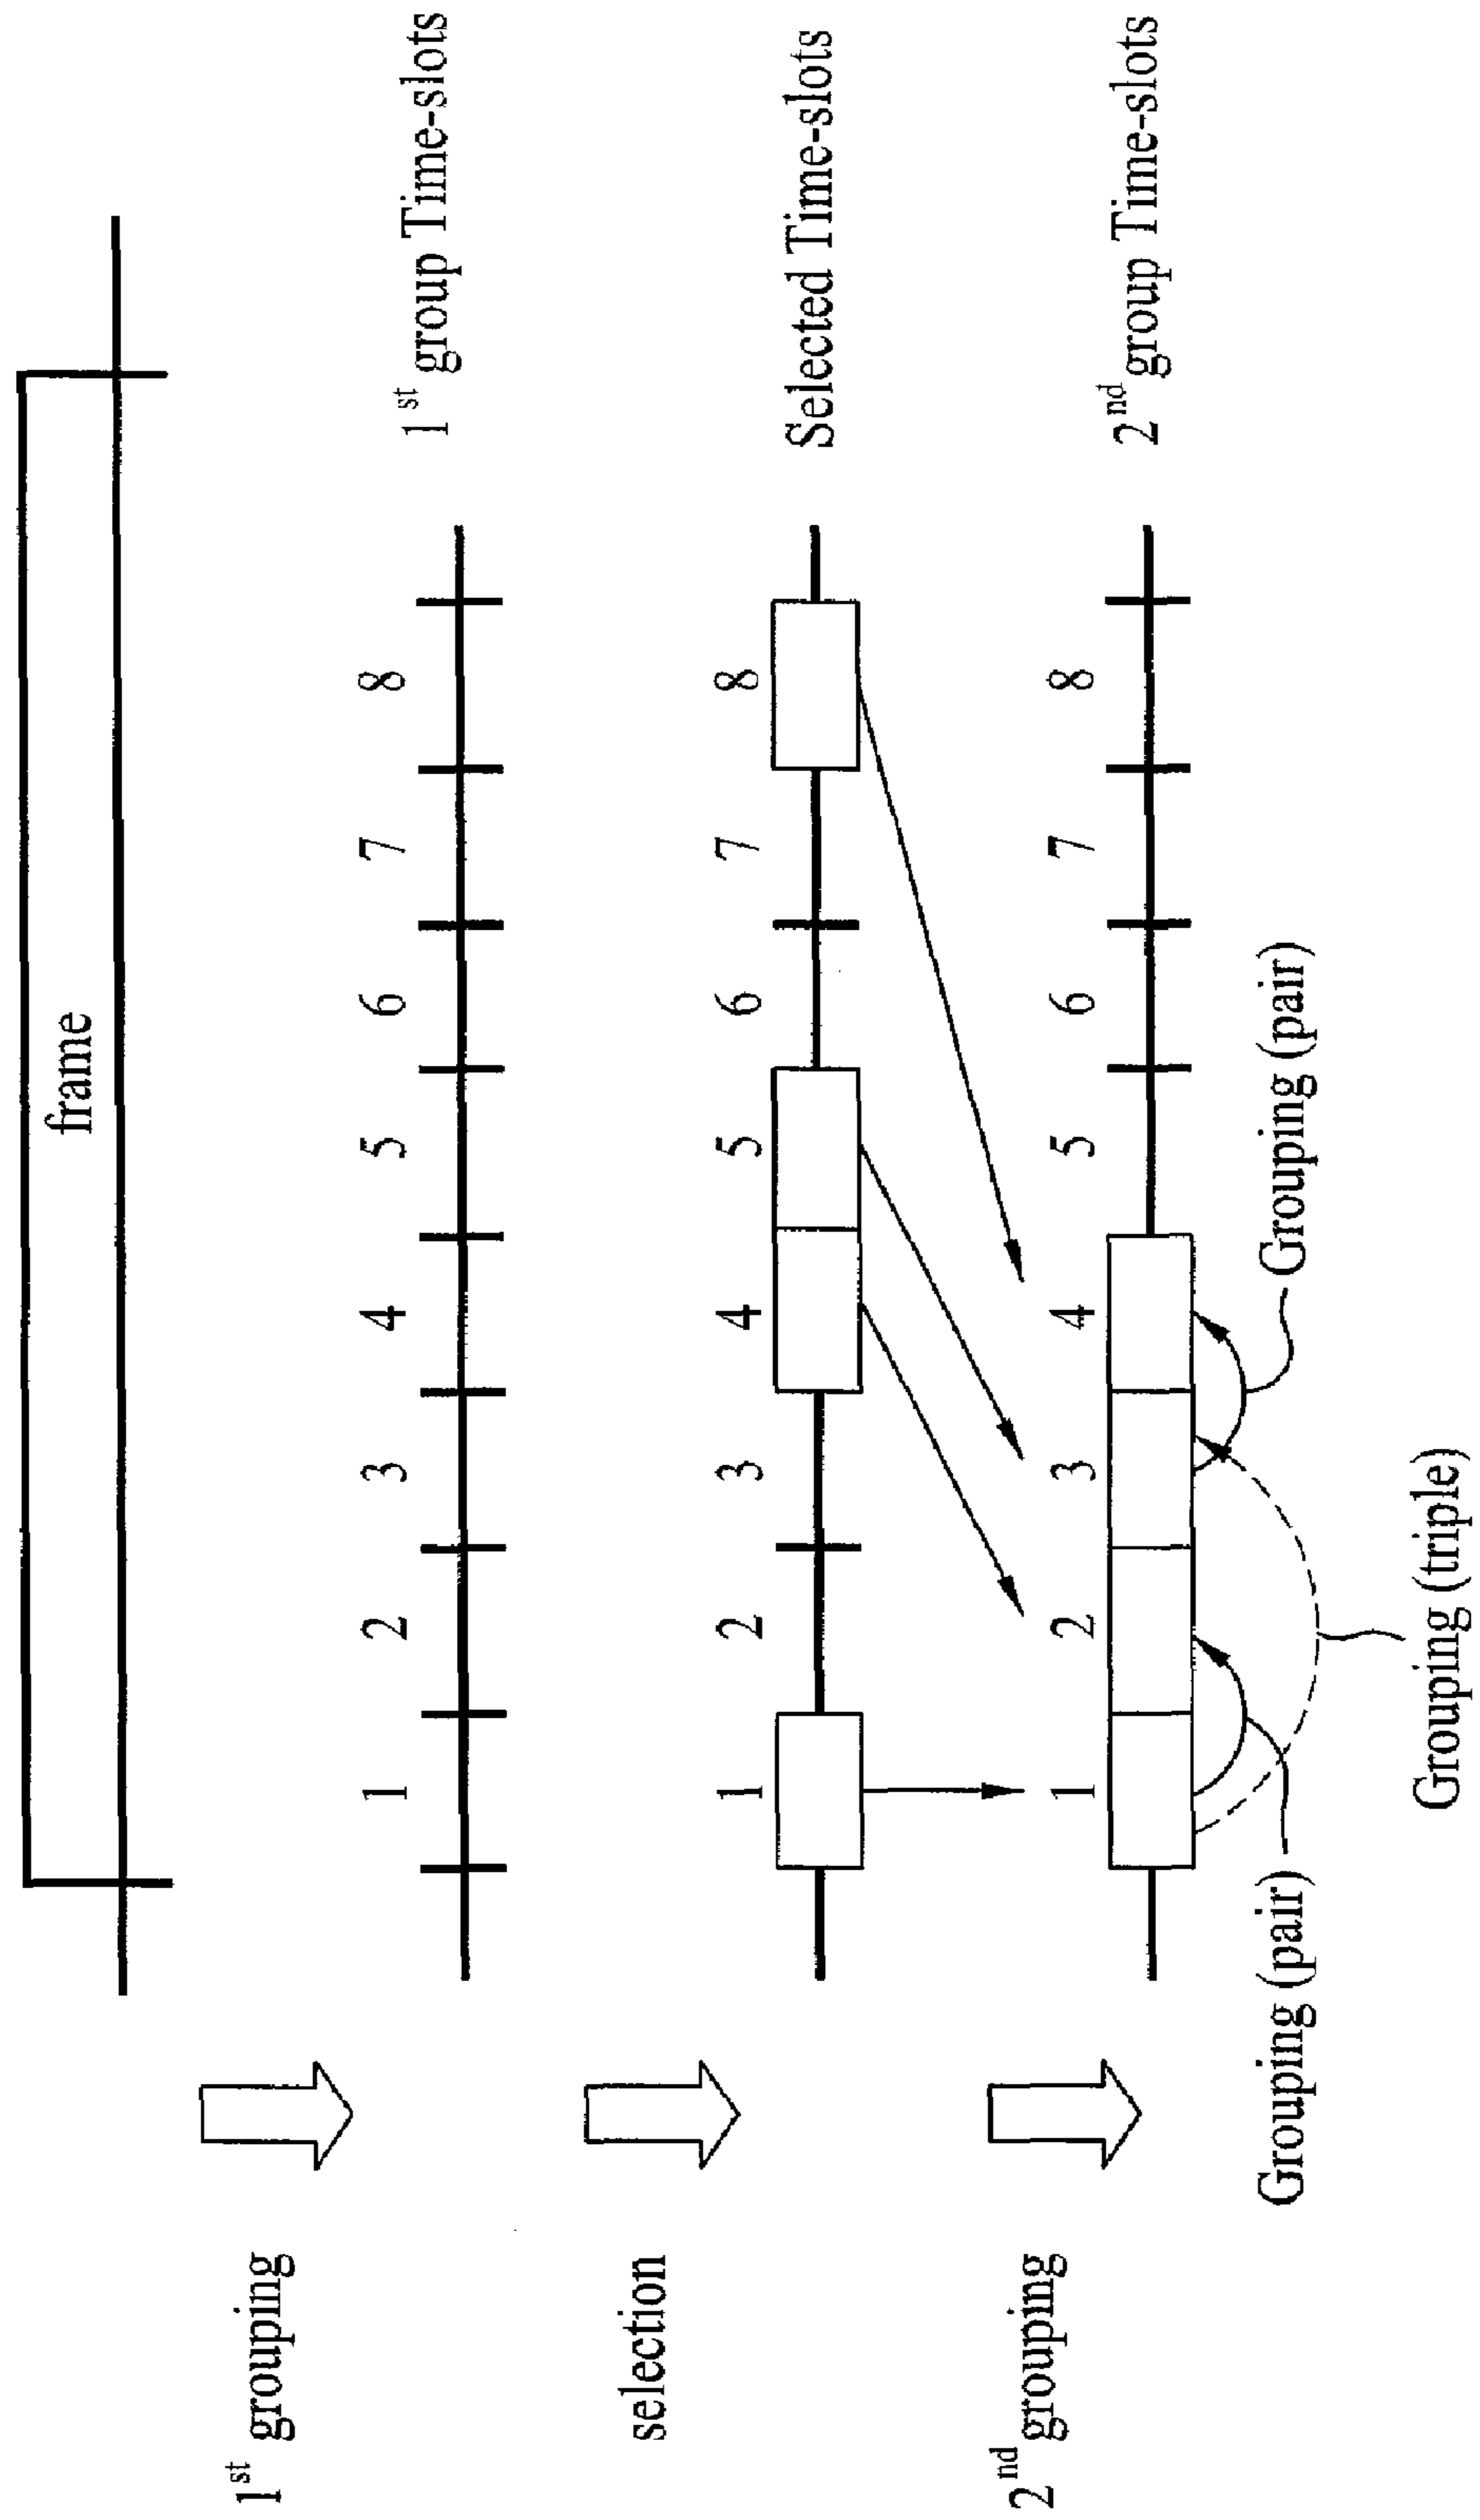 frame
1st grouping
1 2 3 4 5 6 7 8
1st group Time-slots
selection
1 2 3 4 5 6 7 8
Selected Time-slots
2nd grouping
1 2 3 4 5 6 7 8
2nd group Time-slots
Grouping (pair)
Grouping (pair)
Grouping (triple)